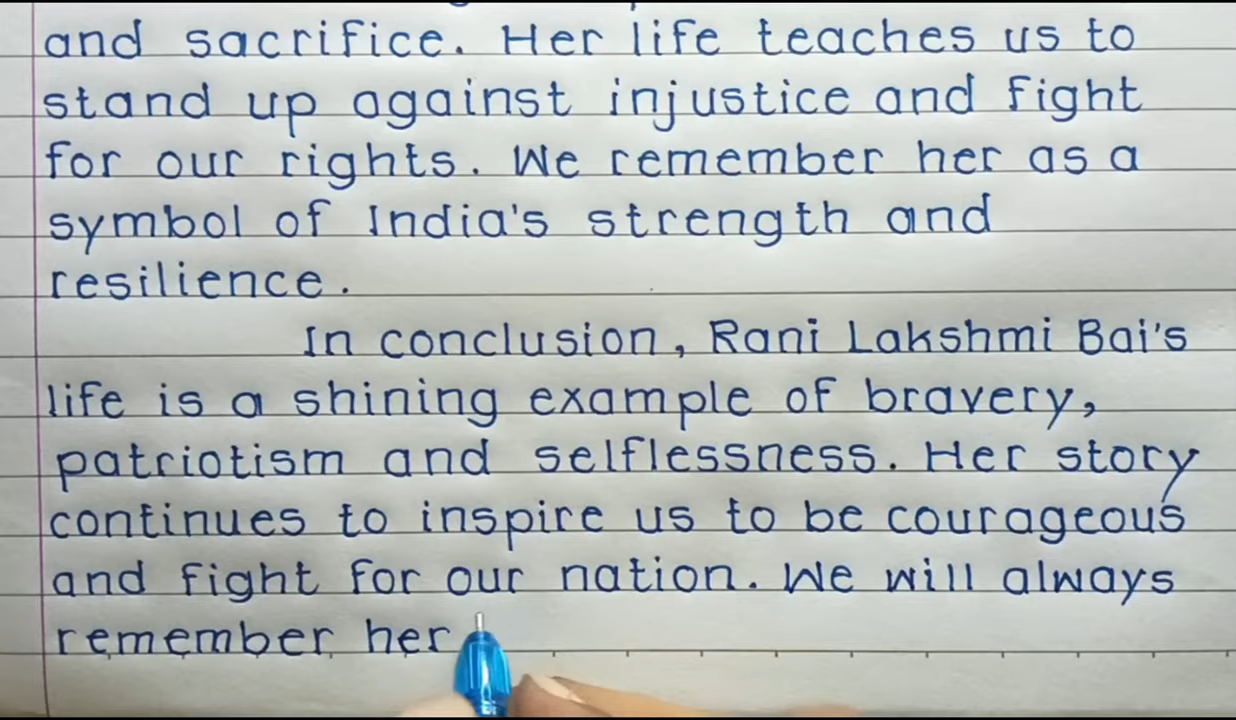 and sacrifice. Her life teaches us to
stand up against injustice and fight
for our rights. We remember her as a
symbol of India's strength and
resilience.
In conclusion, Rani Lakshmi Bai's
life is a shining example of bravery,
patriotism and selflessness. Her story
continues to inspire us to be courageous
and fight for our nation. We will always
remember her